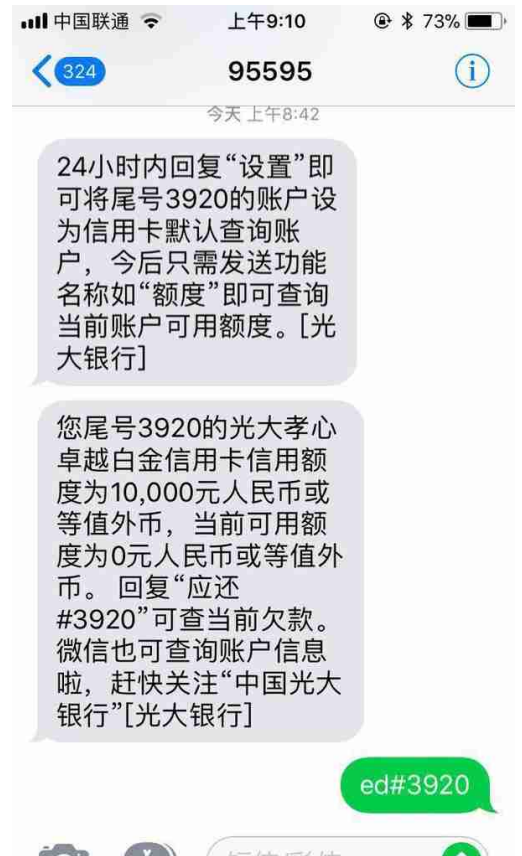 中国联通 上午9:10 73%
324 95595
今天 上午8:42
24小时内回复“设置”即
可将尾号3920的账户设
为信用卡默认查询账
户，今后只需发送功能
名称如“额度”即可查询
当前账户可用额度。[光
大银行]
您尾号3920的光大孝心
卓越白金信用卡信用额
度为10,000元人民币或
等值外币，当前可用额
度为0元人民币或等值外
币。 回复“应还
#3920”可查当前欠款。
微信也可查询账户信息
啦，赶快关注“中国光大
银行”[光大银行]
ed#3920